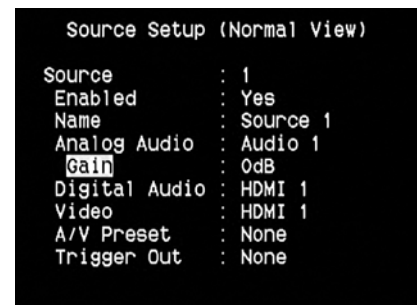 Source Setup (Normal View)
Source : 1
Enabled : Yes
Name : Source 1
Analog Audio : Audio 1
Gain : 0dB
Digital Audio : HDMI 1
Video : HDMI 1
A/V Preset : None
Trigger Out : None